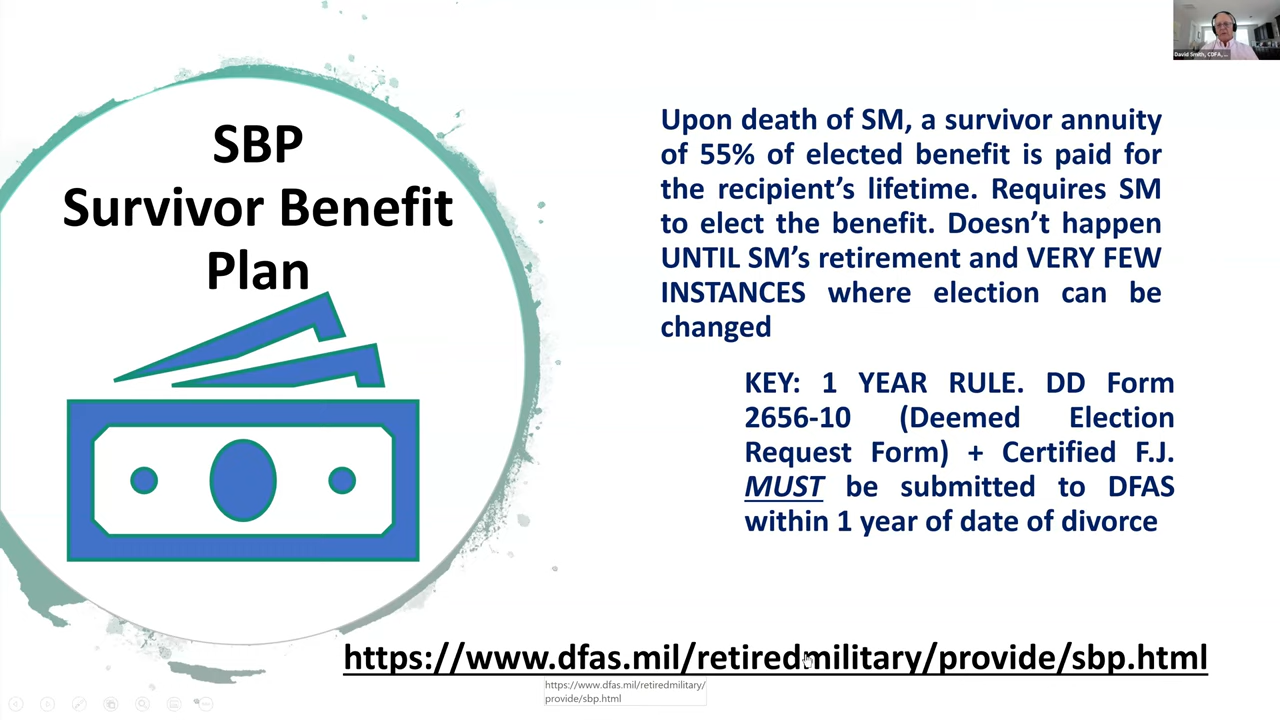 David Smith, CDFA, ...
SBP
Survivor Benefit
Plan
Upon death of SM, a survivor annuity
of 55% of elected benefit is paid for
the recipient’s lifetime. Requires SM
to elect the benefit. Doesn’t happen
UNTIL SM’s retirement and VERY FEW
INSTANCES where election can be
changed
KEY: 1 YEAR RULE. DD Form
2656-10 (Deemed Election
Request Form) + Certified F.J.
MUST be submitted to DFAS
within 1 year of date of divorce
https://www.dfas.mil/retiredmilitary/provide/sbp.html
https://www.dfas.mil/retiredmilitary/
provide/sbp.html